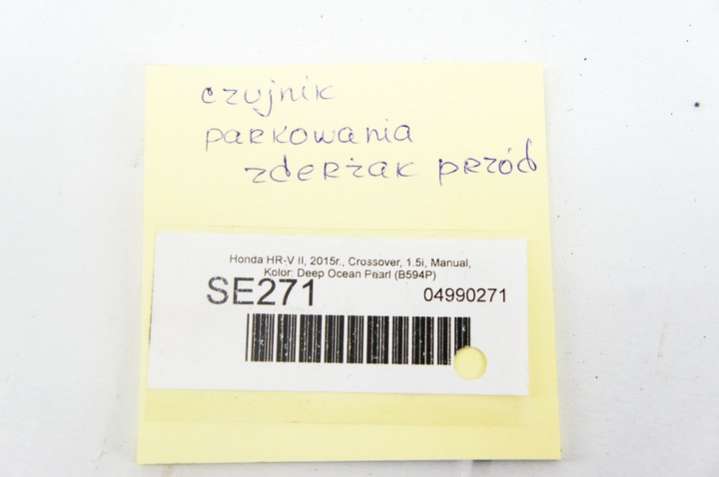 czujnik
parkowania
zderżak przód
Honda HR-V II, 2015r., Crossover, 1.5i, Manual,
Kolor: Deep Ocean Pearl (B594P)
SE271
04990271